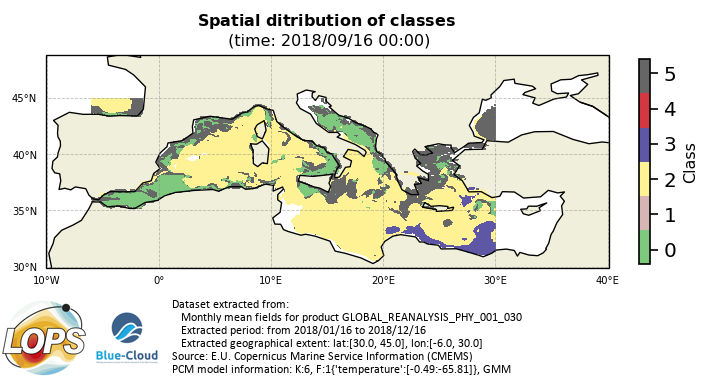 Spatial ditribution of classes
(time: 2018/09/16 00:00)
45°N
40°N
35°N
30°N
10°W
0°
10°E
20°E
30°E
40°E
5
4
3
2
1
0
Class
LOPS
Blue-Cloud
Dataset extracted from:
Monthly mean fields for product GLOBAL_REANALYSIS_PHY_001_030
Extracted period: from 2018/01/16 to 2018/12/16
Extracted geographical extent: lat:[30.0, 45.0], lon:[-6.0, 30.0]
Source: E.U. Copernicus Marine Service Information (CMEMS)
PCM model information: K:6, F:1{'temperature':[-0.49:-65.81]}, GMM